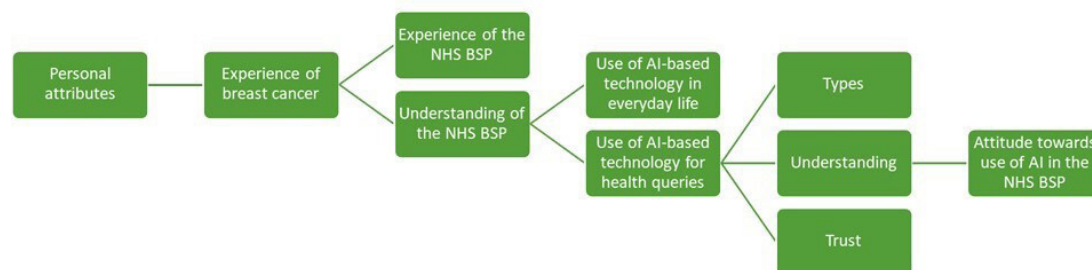 Personal
attributes
Experience of
breast cancer
Experience of the
NHS BSP
Understanding of
the NHS BSP
Use of AI-based
technology in
everyday life
Use of AI-based
technology for
health queries
Types
Understanding
Trust
Attitude towards
use of AI in the
NHS BSP